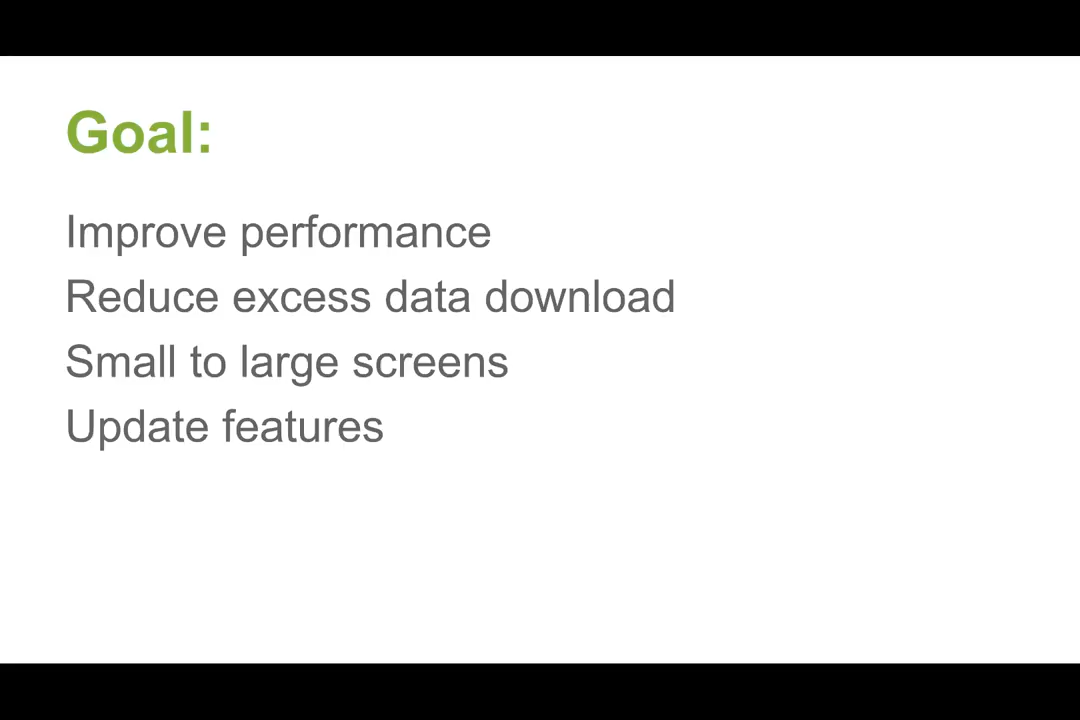 Goal:
Improve performance
Reduce excess data download
Small to large screens
Update features